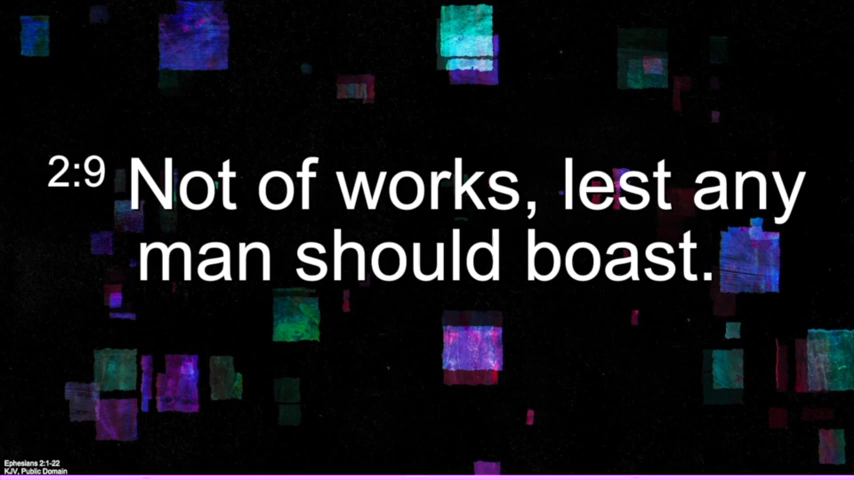 2:9 Not of works, lest any
man should boast.
Ephesians 2:1-22
KJV, Public Domain